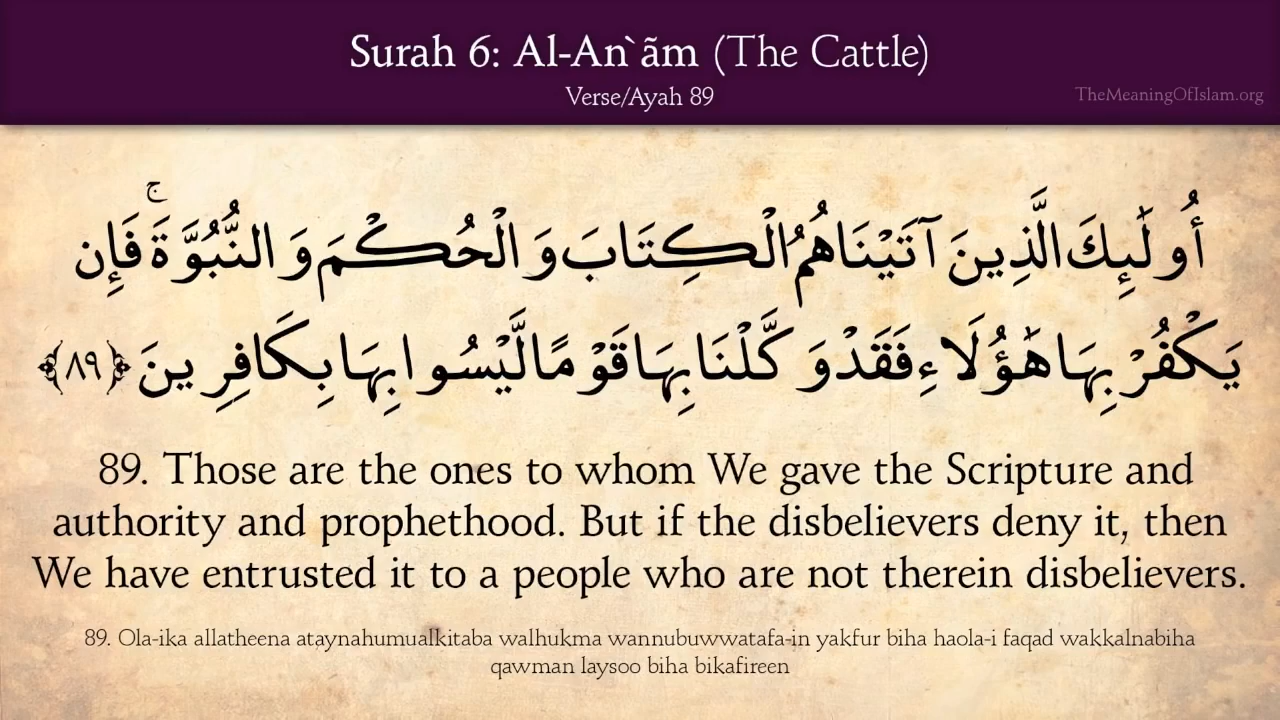 Surah 6: Al-An`ãm (The Cattle)
Verse/Ayah 89
TheMeaningOfIslam.org
أُولَٰئِكَ الَّذِينَ آتَيْنَاهُمُ الْكِتَابَ وَالْحُكْمَ وَالنُّبُوَّةَ ۚ فَإِن
يَكْفُرْ بِهَا هَٰؤُلَاءِ فَقَدْ وَكَّلْنَا بِهَا قَوْمًا لَّيْسُوا بِهَا بِكَافِرِينَ ﴿٨٩﴾
89. Those are the ones to whom We gave the Scripture and
authority and prophethood. But if the disbelievers deny it, then
We have entrusted it to a people who are not therein disbelievers.
89. Ola-ika allatheena ataynahumualkitaba walhukma wannubuwwatafa-in yakfur biha haola-i faqad wakkalnabiha
qawman laysoo biha bikafireen